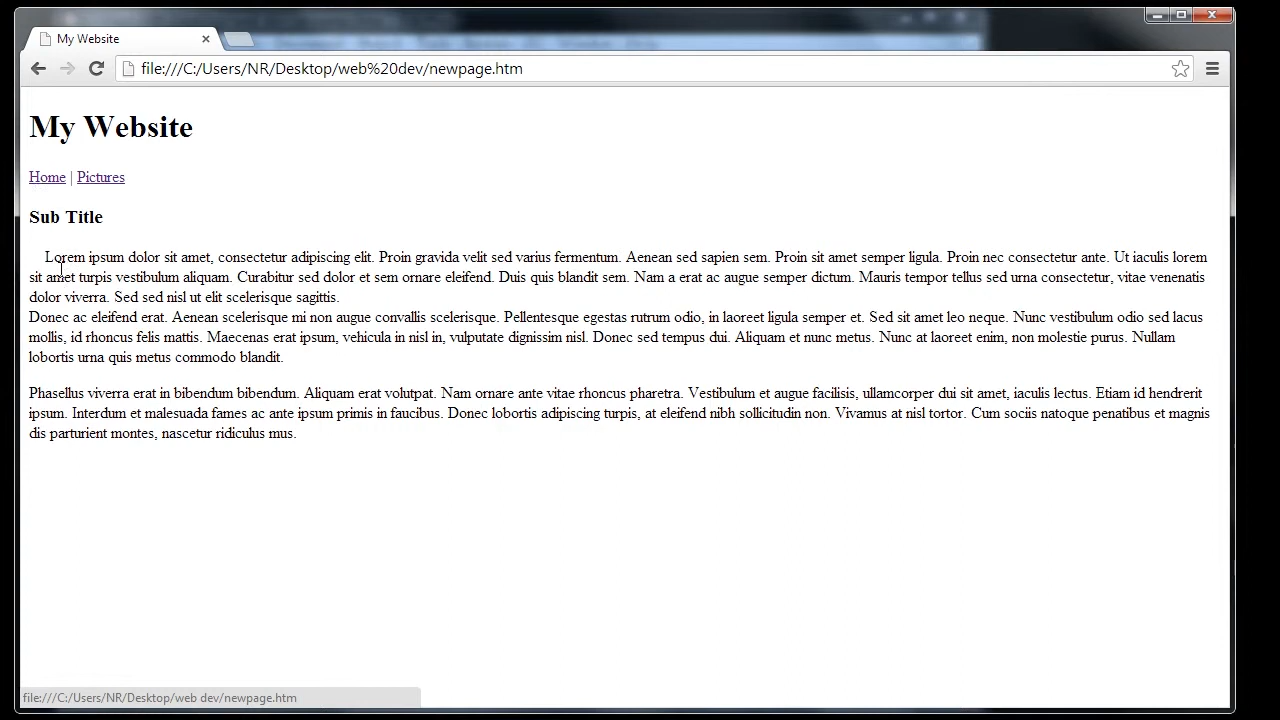 My Website
file:///C:/Users/NR/Desktop/web%20dev/newpage.htm
My Website
Home | Pictures
Sub Title
Lorem ipsum dolor sit amet, consectetur adipiscing elit. Proin gravida velit sed varius fermentum. Aenean sed sapien sem. Proin sit amet semper ligula. Proin nec consectetur ante. Ut iaculis lorem
sit amet turpis vestibulum aliquam. Curabitur sed dolor et sem ornare eleifend. Duis quis blandit sem. Nam a erat ac augue semper dictum. Mauris tempor tellus sed urna consectetur, vitae venenatis
dolor viverra. Sed sed nisl ut elit scelerisque sagittis.
Donec ac eleifend erat. Aenean scelerisque mi non augue convallis scelerisque. Pellentesque egestas rutrum odio, in laoreet ligula semper et. Sed sit amet leo neque. Nunc vestibulum odio sed lacus
mollis, id rhoncus felis mattis. Maecenas erat ipsum, vehicula in nisl in, vulputate dignissim nisl. Donec sed tempus dui. Aliquam et nunc metus. Nunc at laoreet enim, non molestie purus. Nullam
lobortis urna quis metus commodo blandit.
Phasellus viverra erat in bibendum bibendum. Aliquam erat volutpat. Nam ornare ante vitae rhoncus pharetra. Vestibulum et augue facilisis, ullamcorper dui sit amet, iaculis lectus. Etiam id hendrerit
ipsum. Interdum et malesuada fames ac ante ipsum primis in faucibus. Donec lobortis adipiscing turpis, at eleifend nibh sollicitudin non. Vivamus at nisl tortor. Cum sociis natoque penatibus et magnis
dis parturient montes, nascetur ridiculus mus.
file:///C:/Users/NR/Desktop/web dev/newpage.htm